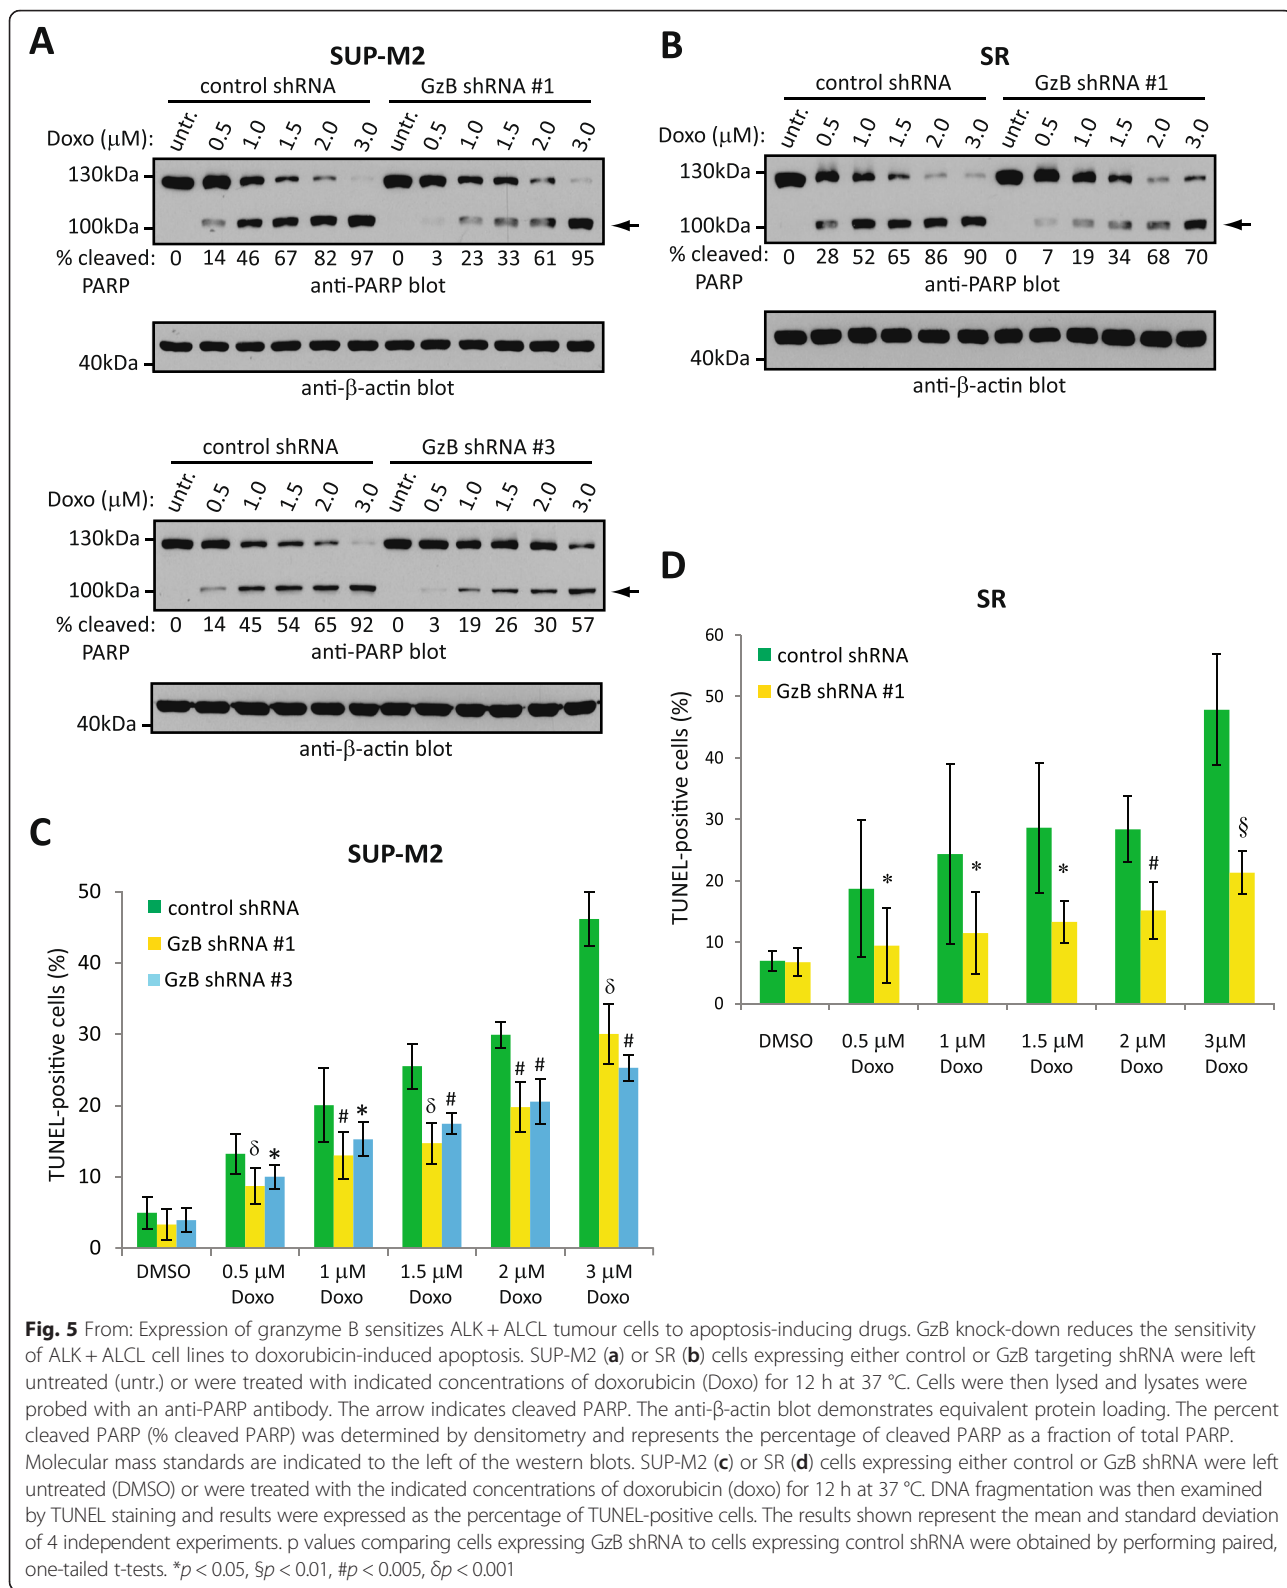 A
SUP-M2
control shRNA GzB shRNA #1
Doxo (μM): untr. 0.5 1.0 1.5 2.0 3.0 untr. 0.5 1.0 1.5 2.0 3.0
130kDa
100kDa
% cleaved: 0 14 46 67 82 97 0 3 23 33 61 95
PARP anti-PARP blot
40kDa
anti-β-actin blot
control shRNA GzB shRNA #3
Doxo (μM): untr. 0.5 1.0 1.5 2.0 3.0 untr. 0.5 1.0 1.5 2.0 3.0
130kDa
100kDa
% cleaved: 0 14 45 54 65 92 0 3 19 26 30 57
PARP anti-PARP blot
40kDa
anti-β-actin blot
B
SR
control shRNA GzB shRNA #1
Doxo (μM): untr. 0.5 1.0 1.5 2.0 3.0 untr. 0.5 1.0 1.5 2.0 3.0
130kDa
100kDa
% cleaved: 0 28 52 65 86 90 0 7 19 34 68 70
PARP anti-PARP blot
40kDa
anti-β-actin blot
C
SUP-M2
TUNEL-positive cells (%)
50
40
30
20
10
0
control shRNA
GzB shRNA #1
GzB shRNA #3
δ * # * δ # # # δ #
DMSO 0.5 μM 1 μM 1.5 μM 2 μM 3 μM
Doxo Doxo Doxo Doxo Doxo
D
SR
TUNEL-positive cells (%)
60
50
40
30
20
10
0
control shRNA
GzB shRNA #1
* * * # §
DMSO 0.5 μM 1 μM 1.5 μM 2 μM 3μM
Doxo Doxo Doxo Doxo Doxo
Fig. 5 From: Expression of granzyme B sensitizes ALK + ALCL tumour cells to apoptosis-inducing drugs. GzB knock-down reduces the sensitivity
of ALK + ALCL cell lines to doxorubicin-induced apoptosis. SUP-M2 (a) or SR (b) cells expressing either control or GzB targeting shRNA were left
untreated (untr.) or were treated with indicated concentrations of doxorubicin (Doxo) for 12 h at 37 °C. Cells were then lysed and lysates were
probed with an anti-PARP antibody. The arrow indicates cleaved PARP. The anti-β-actin blot demonstrates equivalent protein loading. The percent
cleaved PARP (% cleaved PARP) was determined by densitometry and represents the percentage of cleaved PARP as a fraction of total PARP.
Molecular mass standards are indicated to the left of the western blots. SUP-M2 (c) or SR (d) cells expressing either control or GzB shRNA were left
untreated (DMSO) or were treated with the indicated concentrations of doxorubicin (doxo) for 12 h at 37 °C. DNA fragmentation was then examined
by TUNEL staining and results were expressed as the percentage of TUNEL-positive cells. The results shown represent the mean and standard deviation
of 4 independent experiments. p values comparing cells expressing GzB shRNA to cells expressing control shRNA were obtained by performing paired,
one-tailed t-tests. *p < 0.05, §p < 0.01, #p < 0.005, δp < 0.001